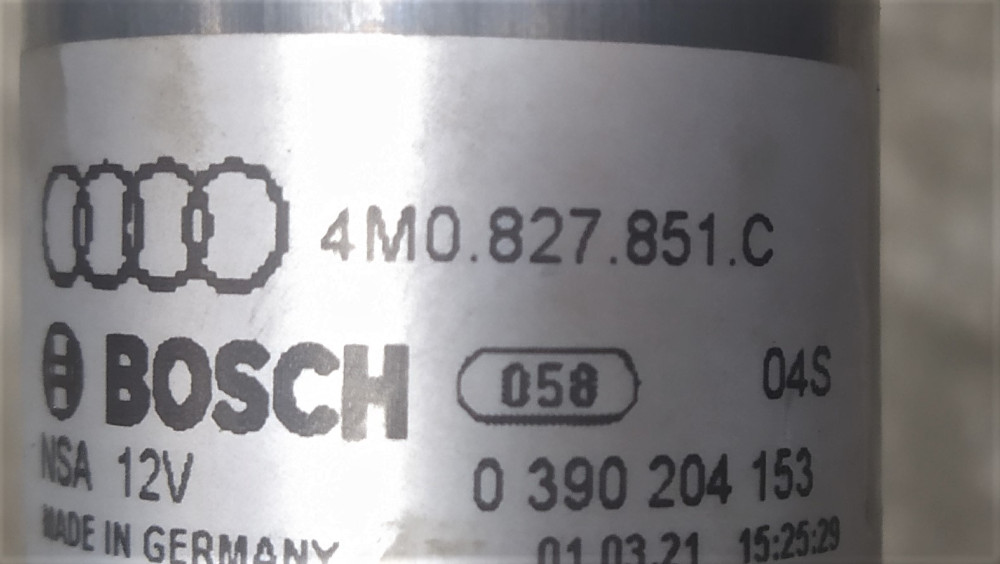 4M0.827.851.C
BOSCH 058 04S
NSA 12V 0 390 204 153
MADE IN GERMANY 01.03.21 15:25:29